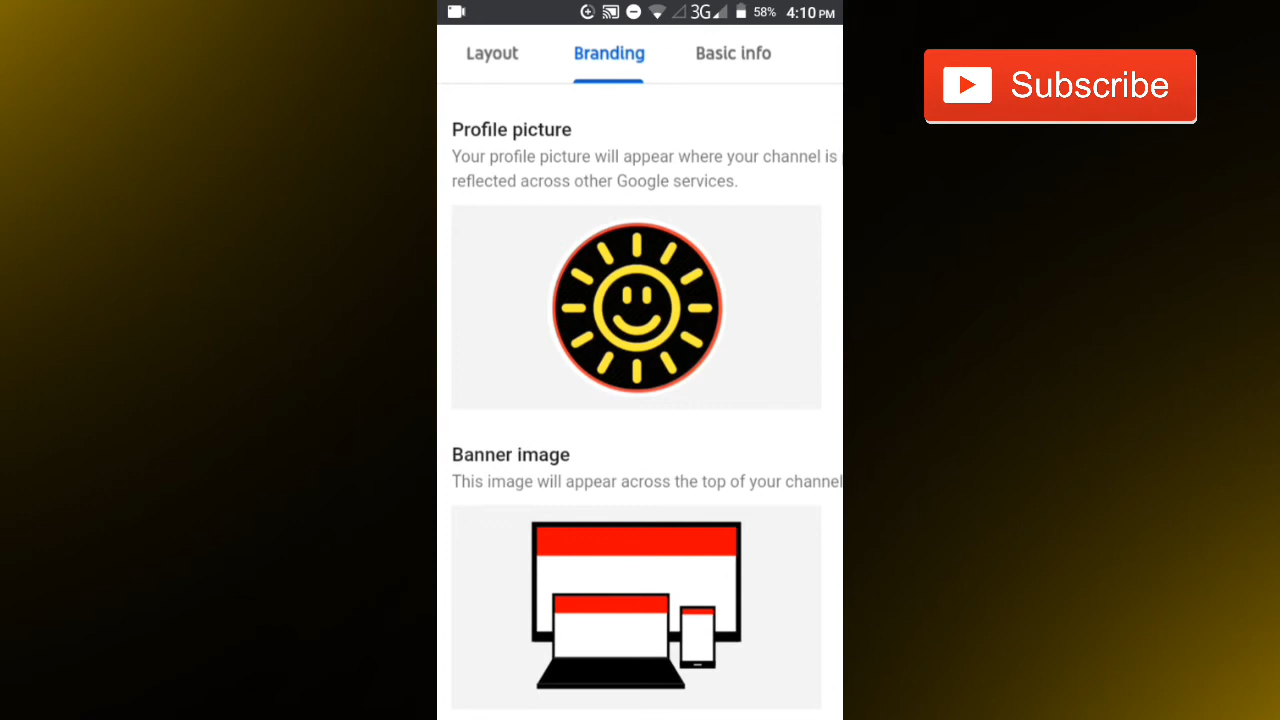 3G 58% 4:10 PM
Layout Branding Basic info
Subscribe
Profile picture
Your profile picture will appear where your channel is
reflected across other Google services.
Banner image
This image will appear across the top of your channel